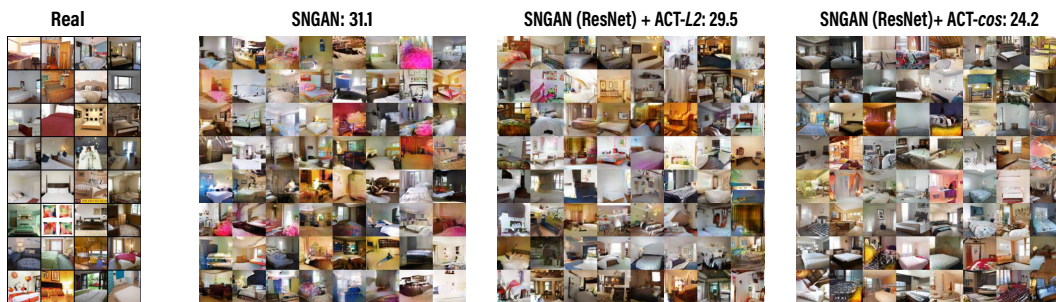 Real
SNGAN: 31.1
SNGAN (ResNet) + ACT-L2: 29.5
SNGAN (ResNet)+ ACT-cos: 24.2